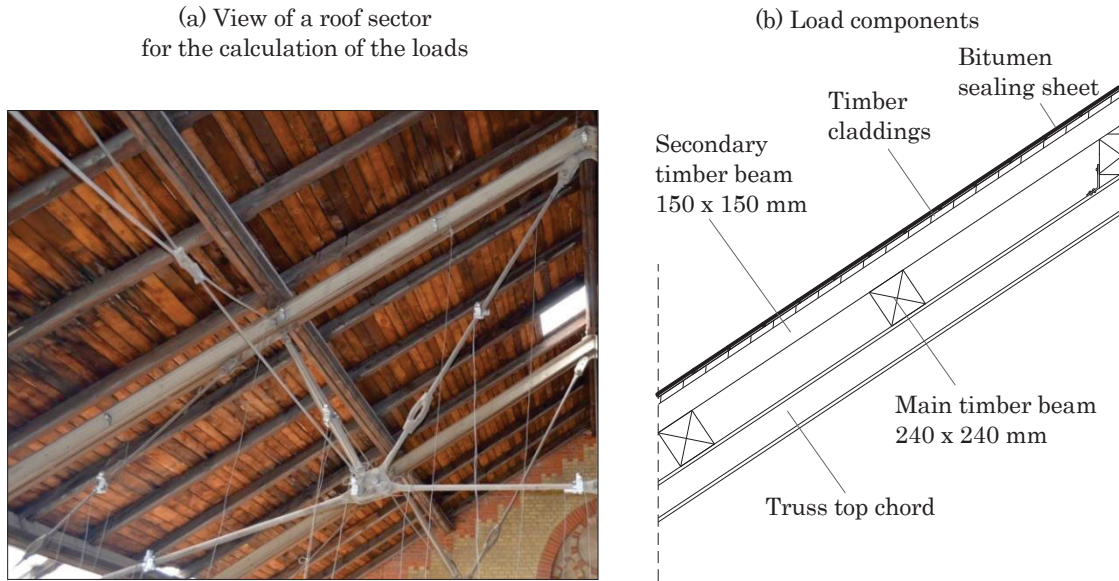 (a) View of a roof sector
for the calculation of the loads
(b) Load components
Bitumen
sealing sheet
Timber
claddings
Secondary
timber beam
150 x 150 mm
Main timber beam
240 x 240 mm
Truss top chord